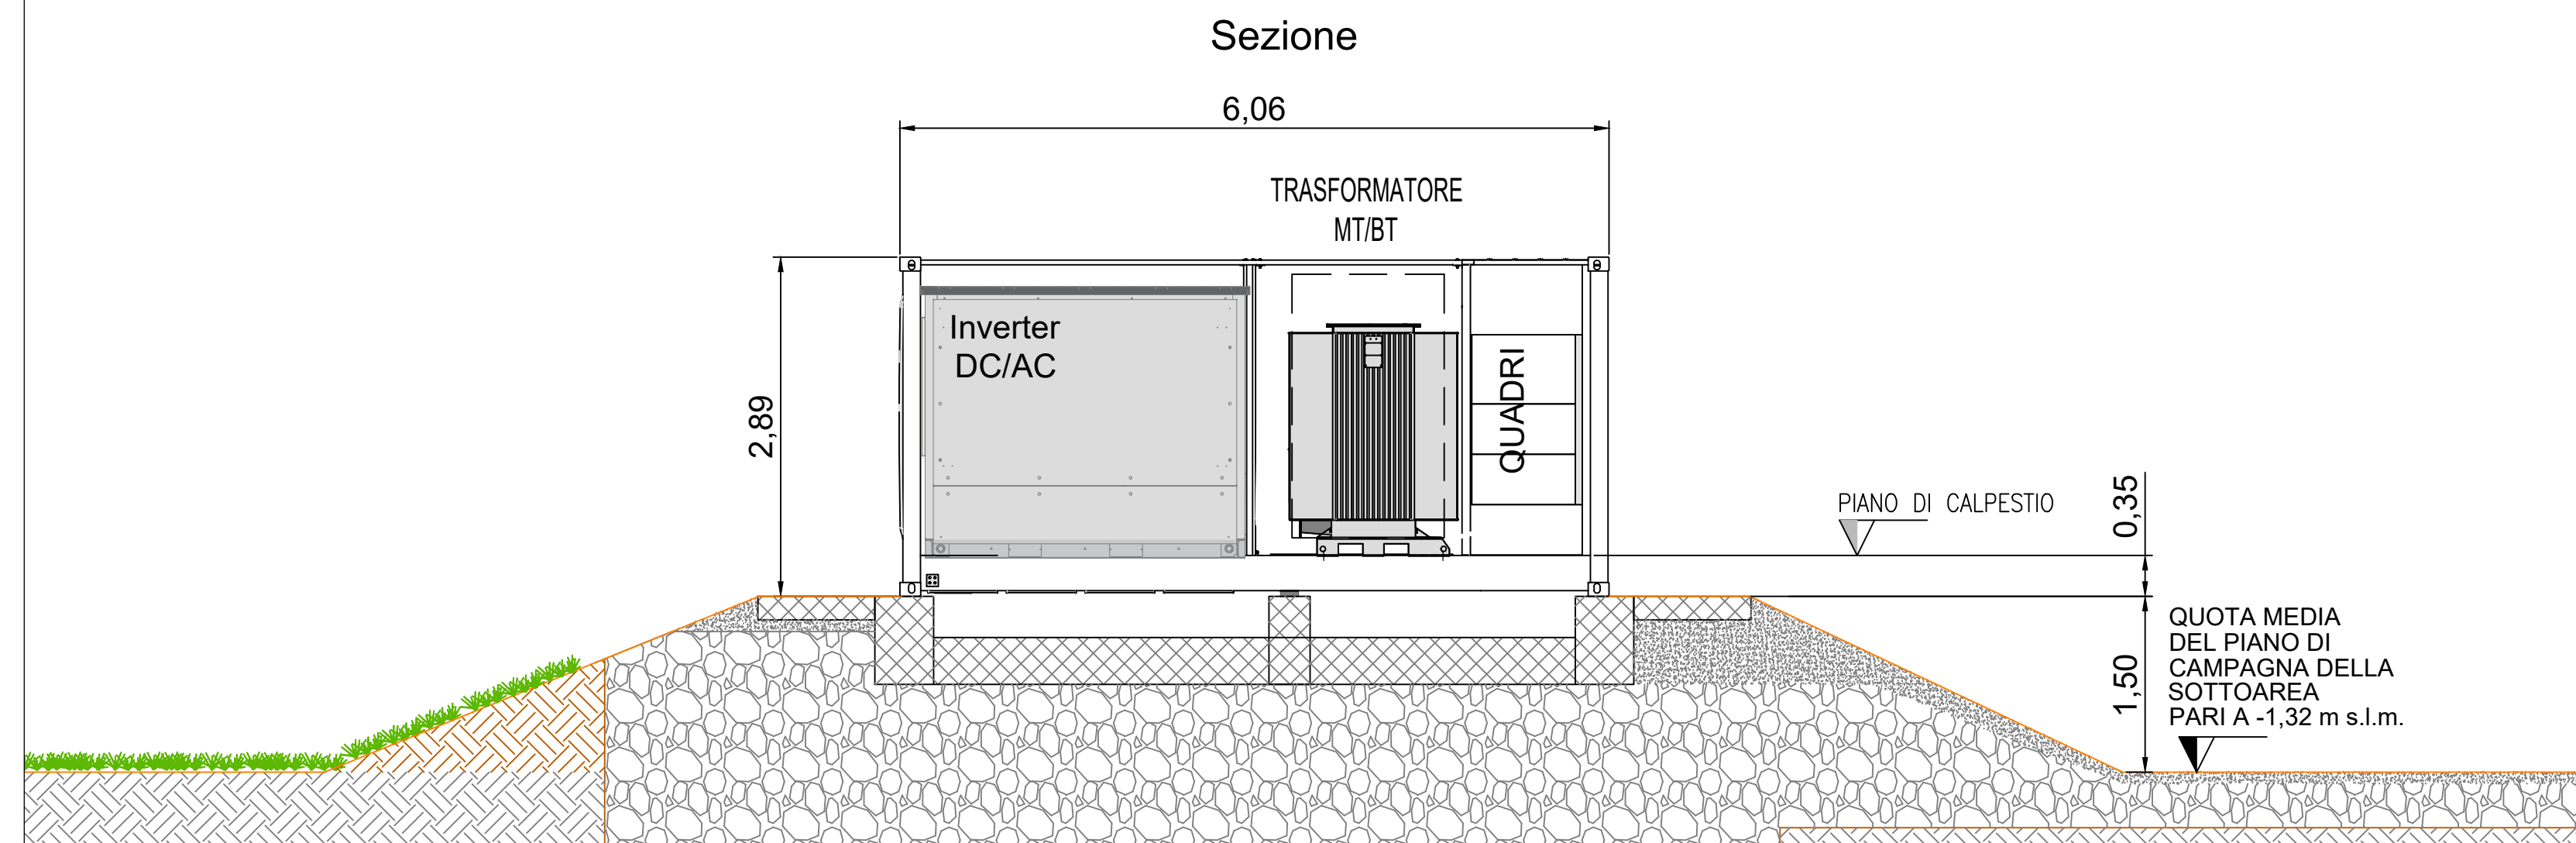 Sezione
6,06
TRASFORMATORE
MT/BT
Inverter
DC/AC
QUADRI
2,89
PIANO DI CALPESTIO
0,35
1,50
QUOTA MEDIA
DEL PIANO DI
CAMPAGNA DELLA
SOTTOAREA
PARI A -1,32 m s.l.m.